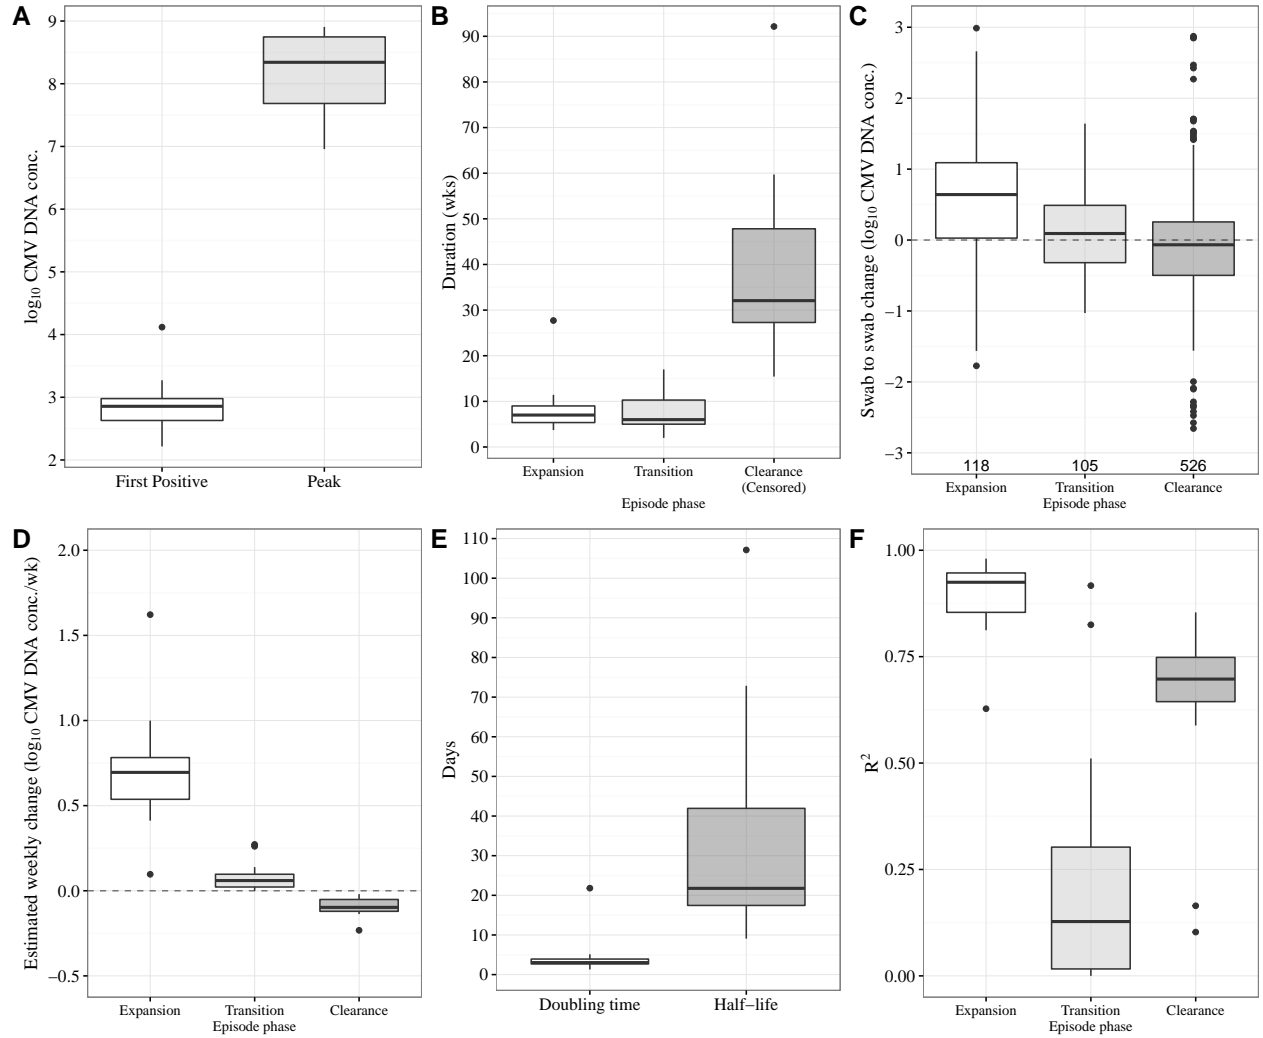 A
log10 CMV DNA conc.
9
8
7
6
5
4
3
2
First Positive
Peak
B
Duration (wks)
90
80
70
60
50
40
30
20
10
0
Expansion
Transition
Clearance
(Censored)
Episode phase
C
Swab to swab change (log10 CMV DNA conc.)
3
2
1
0
−1
−2
−3
118
105
526
Expansion
Transition
Clearance
Episode phase
D
Estimated weekly change (log10 CMV DNA conc./wk)
2.0
1.5
1.0
0.5
0.0
−0.5
Expansion
Transition
Clearance
Episode phase
E
Days
110
100
90
80
70
60
50
40
30
20
10
0
Doubling time
Half−life
F
R2
1.00
0.75
0.50
0.25
0.00
Expansion
Transition
Clearance
Episode phase